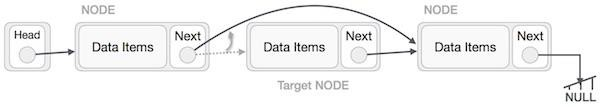 NODE
NODE
Head
Data Items
Next
Data Items
Next
Data Items
Next
Target NODE
NULL